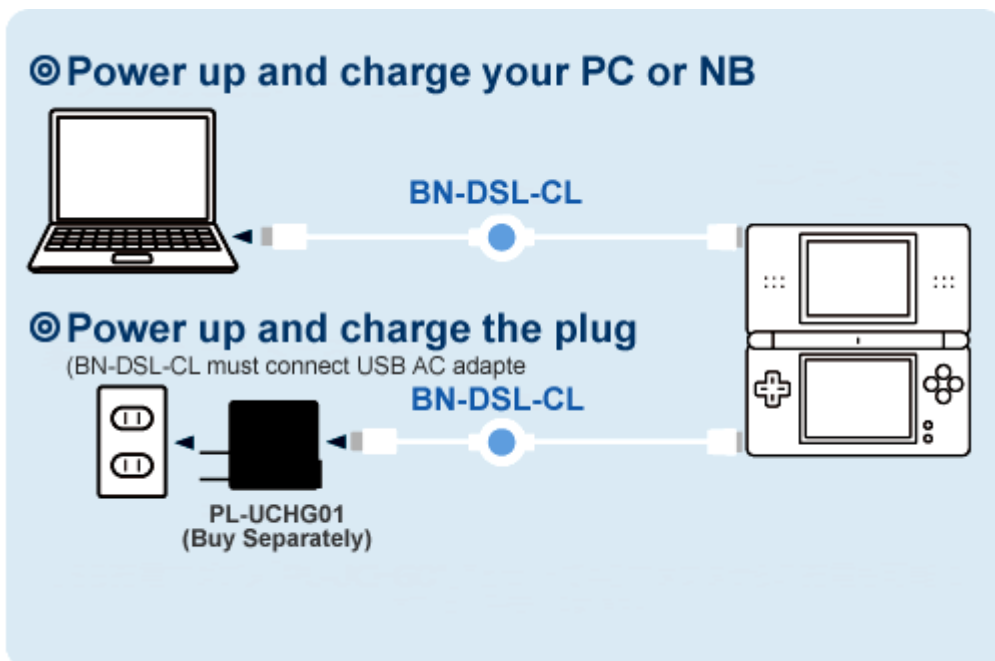 ◎Power up and charge your PC or NB
BN-DSL-CL
◎Power up and charge the plug
(BN-DSL-CL must connect USB AC adapte
BN-DSL-CL
PL-UCHG01
(Buy Separately)